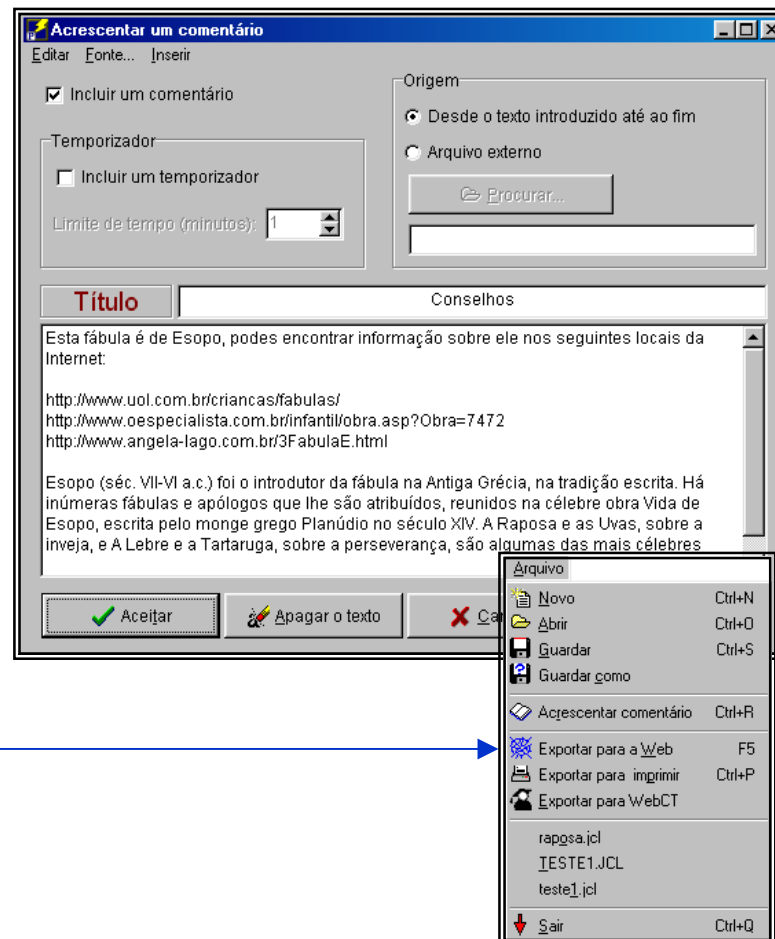 Acrescentar um comentário
Editar Fonte... Inserir
Incluir um comentário
Temporizador
Incluir um temporizador
Limite de tempo (minutos): 1
Origem
Desde o texto introduzido até ao fim
Arquivo externo
Procurar...
Título
Conselhos
Esta fábula é de Esopo, podes encontrar informação sobre ele nos seguintes locais da
Internet:
http://www.uol.com.br/criancas/fabulas/
http://www.oespecialista.com.br/infantil/obra.asp?Obra=7472
http://www.angela-lago.com.br/3FabulaE.html
Esopo (séc. VII-VI a.c.) foi o introdutor da fábula na Antiga Grécia, na tradição escrita. Há
inúmeras fábulas e apólogos que lhe são atribuídos, reunidos na célebre obra Vida de
Esopo, escrita pelo monge grego Planúdio no século XIV. A Raposa e as Uvas, sobre a
inveja, e A Lebre e a Tartaruga, sobre a perseverança, são algumas das mais célebres
Aceitar
Apagar o texto
Arquivo
Novo Ctrl+N
Abrir Ctrl+O
Guardar Ctrl+S
Guardar como
Acrescentar comentário Ctrl+R
Exportar para a Web F5
Exportar para imprimir Ctrl+P
Exportar para WebCT
raposa.jcl
TESTE1.JCL
teste1.jcl
Sair Ctrl+Q